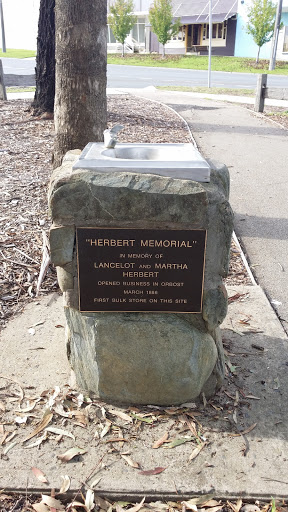 "HERBERT MEMORIAL"
IN MEMORY OF
LANCELOT AND MARTHA
HERBERT
OPENED BUSINESS IN ORBOST
MARCH 1886
FIRST BULK STORE ON THIS SITE